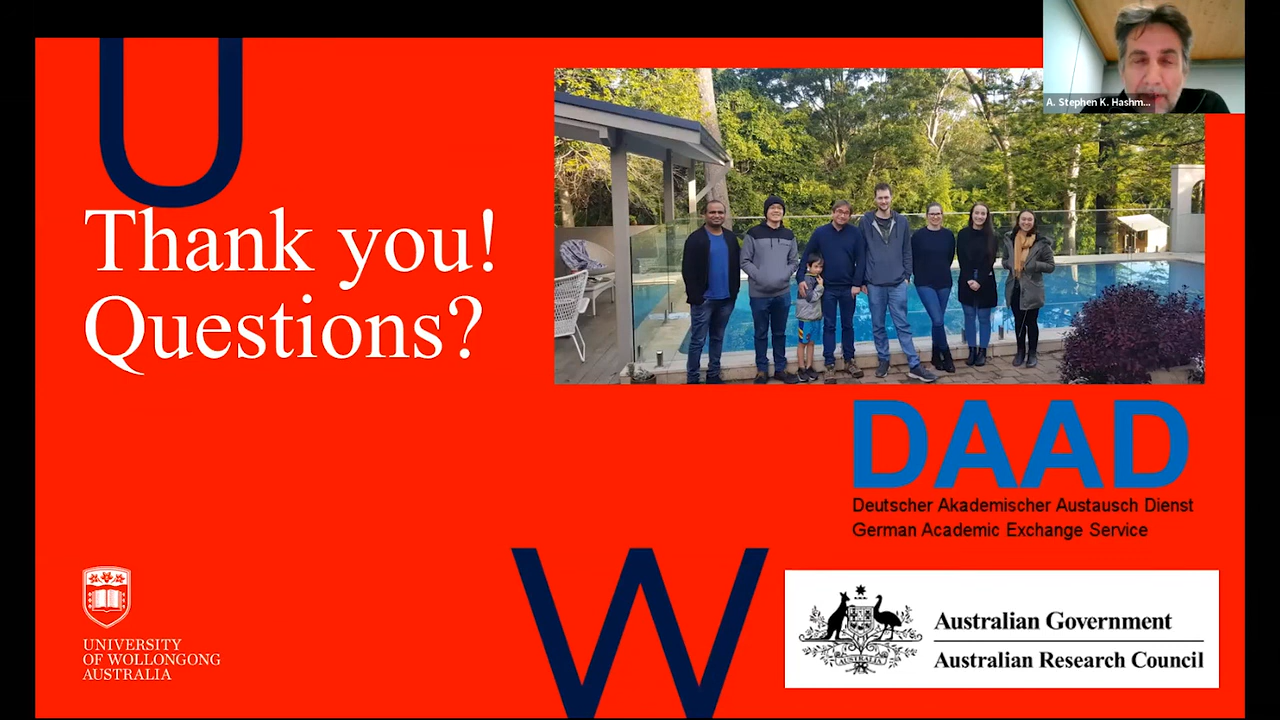 U
A. Stephen K. Hashm...
Thank you!
Questions?
DAAD
Deutscher Akademischer Austausch Dienst
German Academic Exchange Service
W
UNIVERSITY
OF WOLLONGONG
AUSTRALIA
AUSTRALIA
Australian Government
Australian Research Council